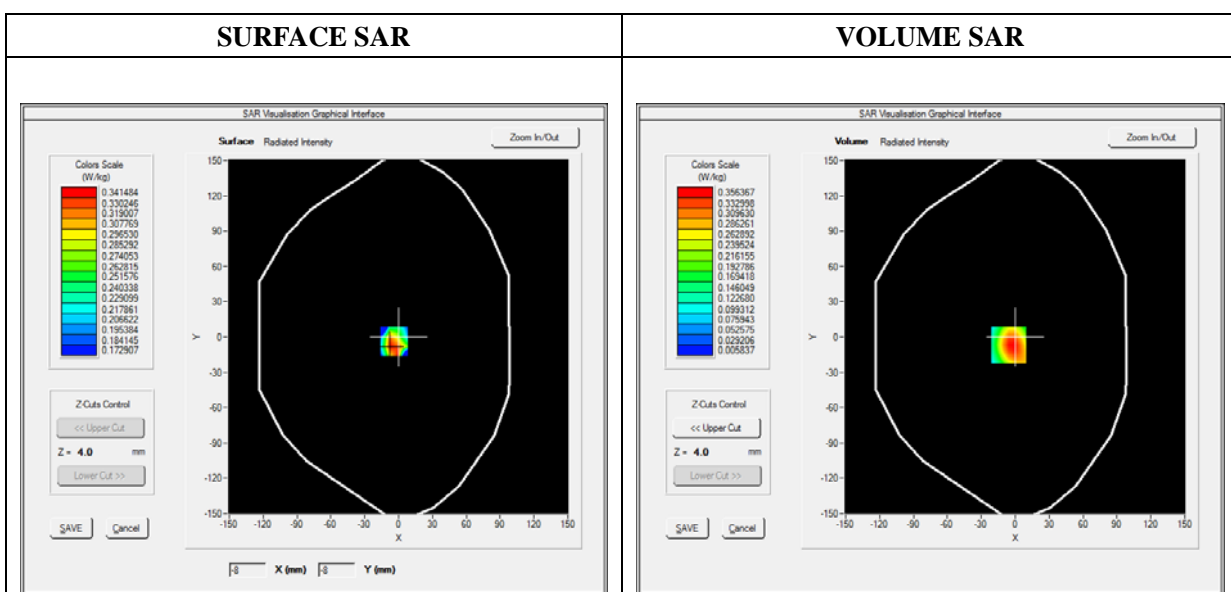 SURFACE SAR
VOLUME SAR
SAR Visualisation Graphical Interface
Surface Radiated Intensity
Zoom In/Out
Colors Scale
(W/kg)
0.341484
0.330246
0.319007
0.307769
0.296530
0.285292
0.274053
0.262815
0.251576
0.240338
0.229099
0.217861
0.206622
0.195384
0.184145
0.172907
Z-Cuts Control
<< Upper Cut
Z = 4.0 mm
Lower Cut >>
SAVE Cancel
150
120
90
60
30
Y 0
-30
-60
-90
-120
-150
-150 -120 -90 -60 -30 0 30 60 90 120 150
X
-8 X (mm) -8 Y (mm)
SAR Visualisation Graphical Interface
Volume Radiated Intensity
Zoom In/Out
Colors Scale
(W/kg)
0.356367
0.332998
0.309630
0.286261
0.262892
0.239524
0.216155
0.192786
0.169418
0.146049
0.122680
0.099312
0.075943
0.052575
0.029206
0.005837
Z-Cuts Control
<< Upper Cut
Z = 4.0 mm
Lower Cut >>
SAVE Cancel
150
120
90
60
30
Y 0
-30
-60
-90
-120
-150
-150 -120 -90 -60 -30 0 30 60 90 120 150
X